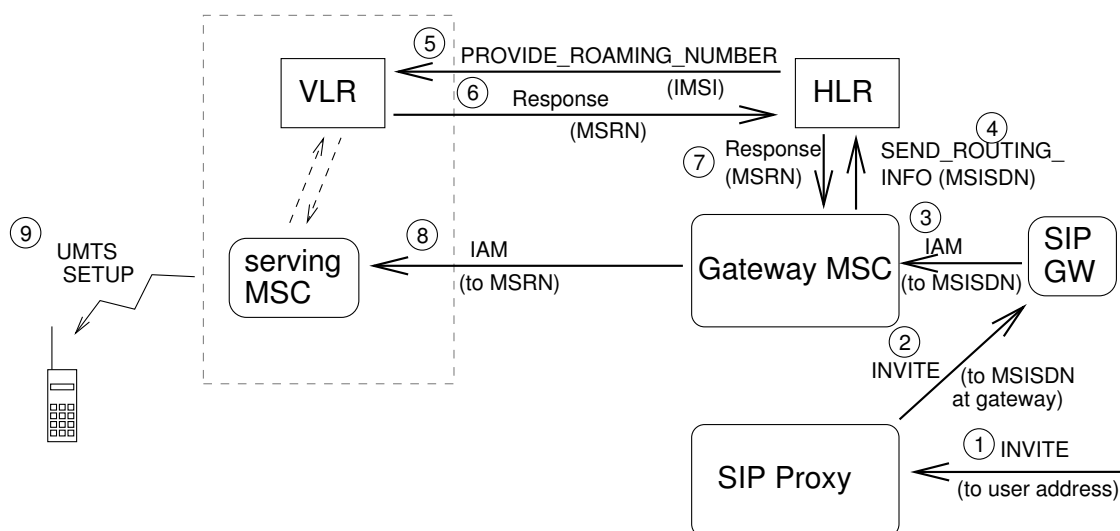 5
PROVIDE_ROAMING_NUMBER
(IMSI)
VLR
HLR
6
Response
(MSRN)
4
SEND_ROUTING_
INFO (MSISDN)
7
Response
(MSRN)
9
UMTS
SETUP
serving
MSC
8
IAM
(to MSRN)
Gateway MSC
3
IAM
(to MSISDN)
SIP
GW
2
INVITE
(to MSISDN
at gateway)
SIP Proxy
1
INVITE
(to user address)